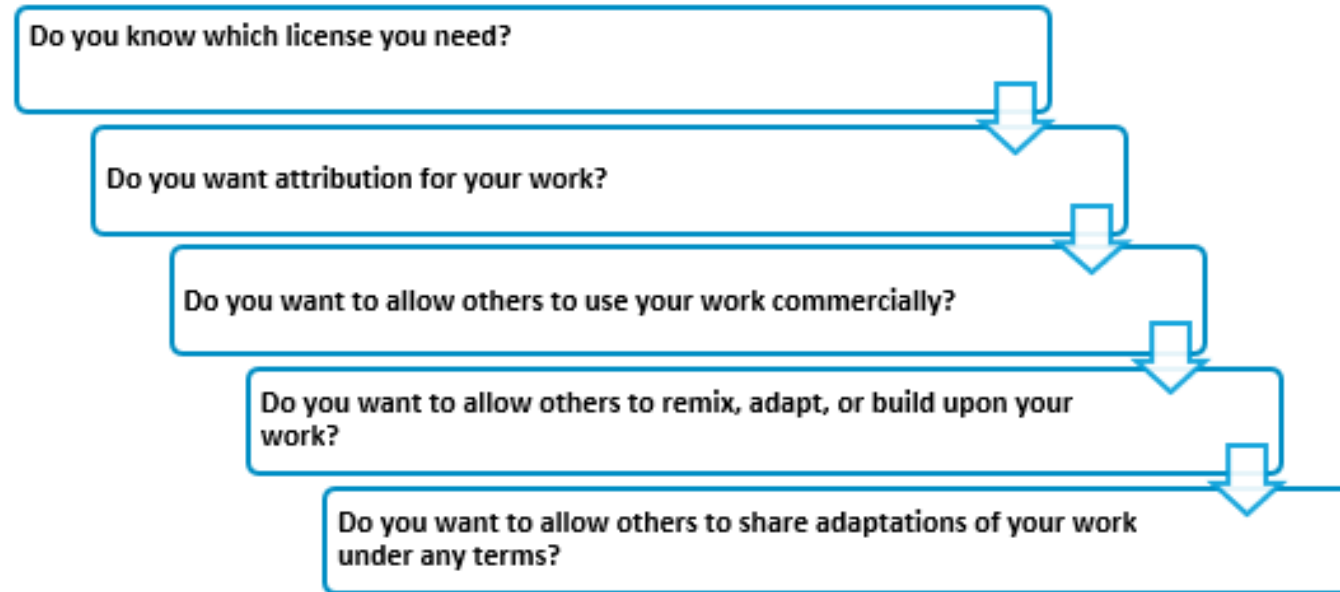 Do you know which license you need?
Do you want attribution for your work?
Do you want to allow others to use your work commercially?
Do you want to allow others to remix, adapt, or build upon your
work?
Do you want to allow others to share adaptations of your work
under any terms?